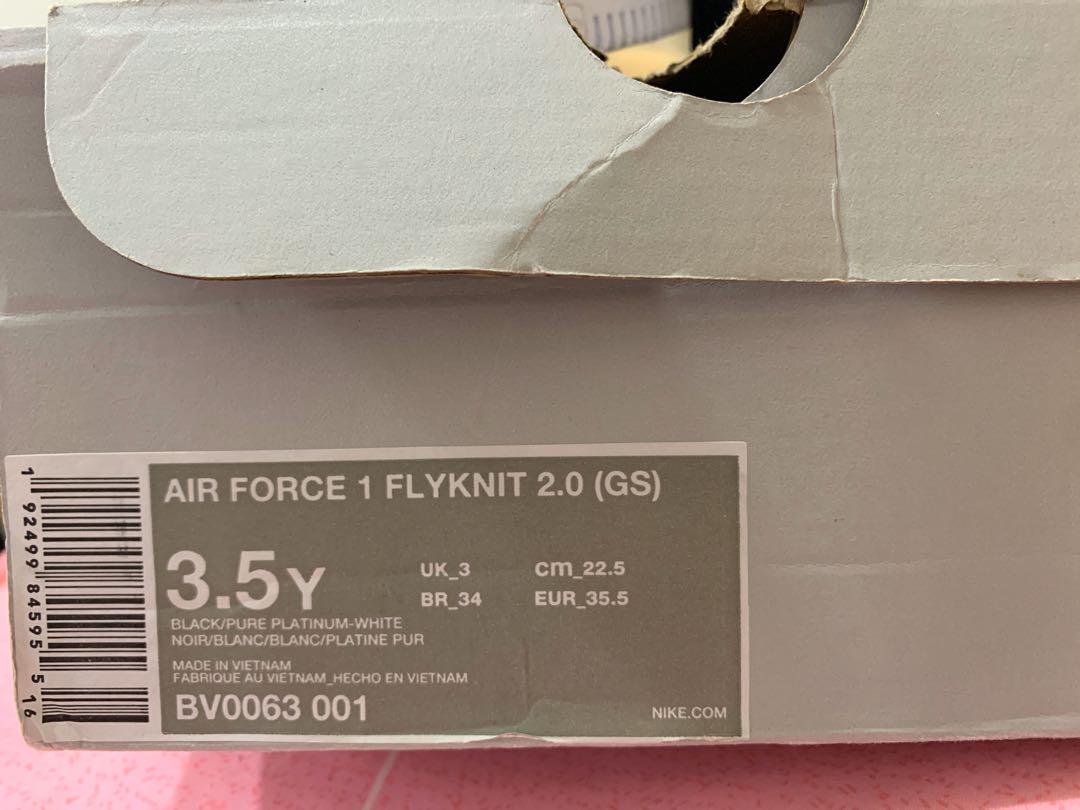 AIR FORCE 1 FLYKNIT 2.0 (GS)
3.5Y
UK_3 cm_22.5
BR_34 EUR_35.5
BLACK/PURE PLATINUM-WHITE
NOIR/BLANC/BLANC/PLATINE PUR
MADE IN VIETNAM
FABRIQUE AU VIETNAM_HECHO EN VIETNAM
BV0063 001
NIKE.COM
1 92499 84595 5 16